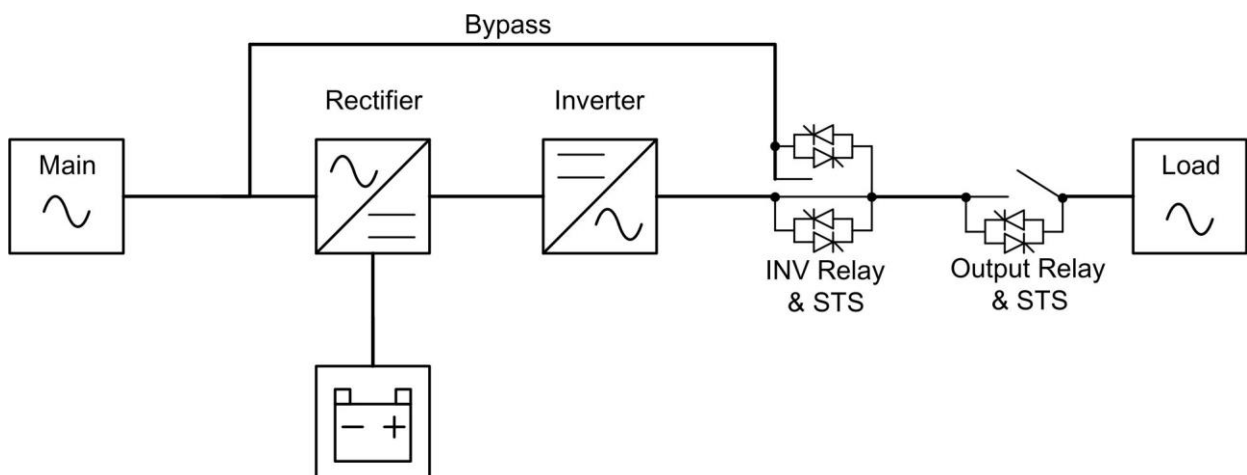 Bypass
Rectifier
Inverter
Main
Load
INV Relay
& STS
Output Relay
& STS